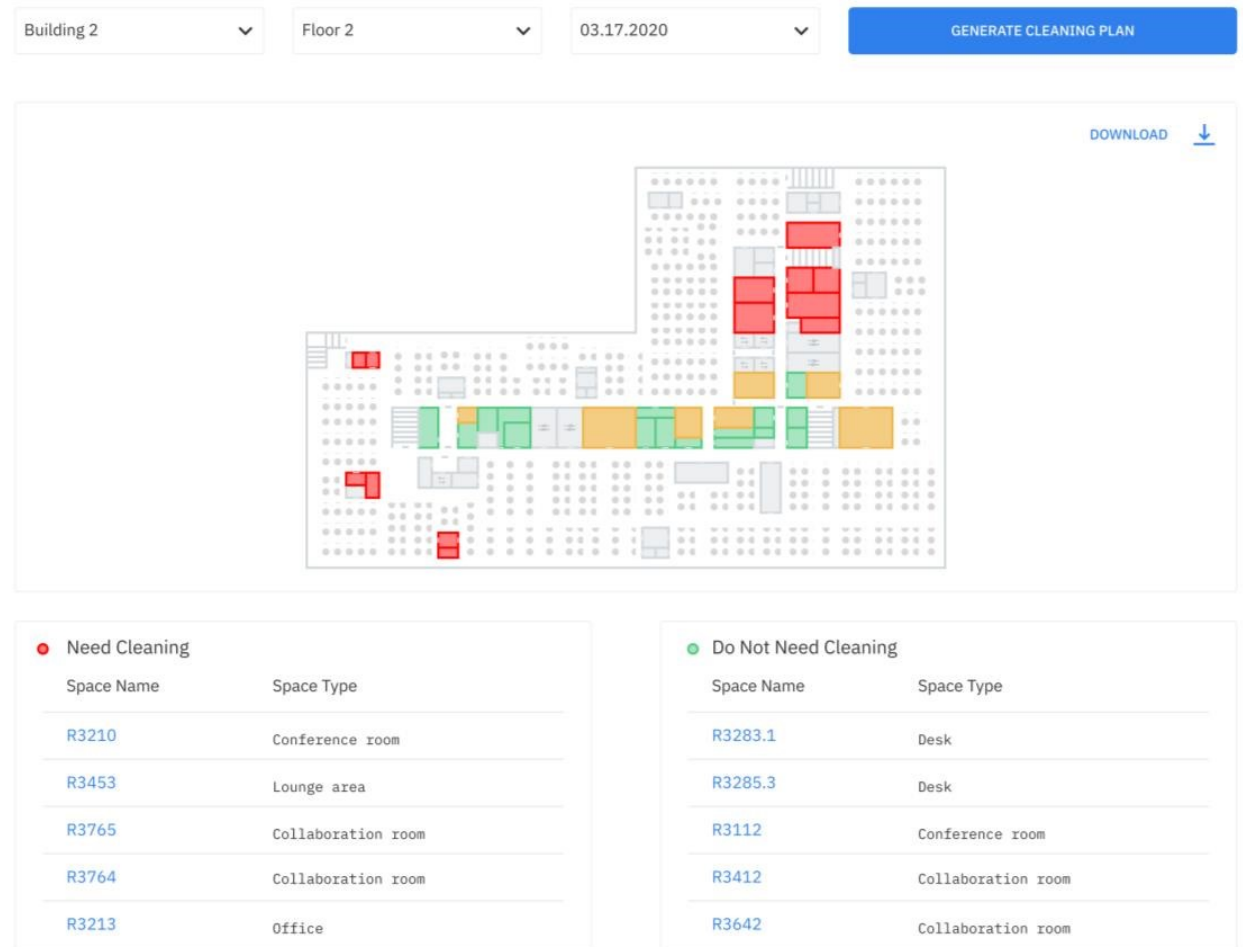 Building 2 Floor 2 03.17.2020 GENERATE CLEANING PLAN
DOWNLOAD
Need Cleaning
Space Name Space Type
R3210 Conference room
R3453 Lounge area
R3765 Collaboration room
R3764 Collaboration room
R3213 Office
Do Not Need Cleaning
Space Name Space Type
R3283.1 Desk
R3285.3 Desk
R3112 Conference room
R3412 Collaboration room
R3642 Collaboration room